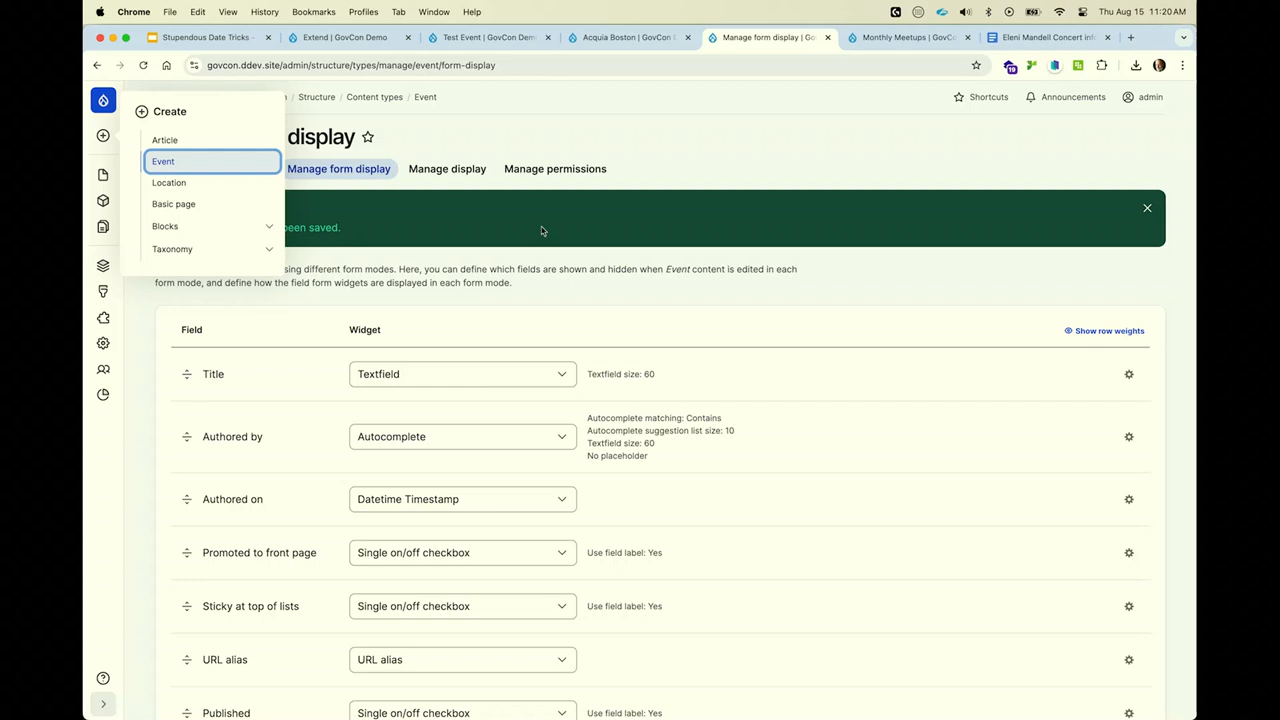 Chrome File Edit View History Bookmarks Profiles Tab Window Help Thu Aug 15 11:20 AM
Stupendous Date Tricks - Extend | GovCon Demo Test Event | GovCon Dem Acquia Boston | GovCon D Manage form display | Go Monthly Meetups | GovCo Eleni Mandell Concert info
govcon.ddev.site/admin/structure/types/manage/event/form-display
19
Create
Article
Event
Location
Basic page
Blocks
Taxonomy
Structure / Content types / Event
Shortcuts Announcements admin
display
Manage form display Manage display Manage permissions
been saved.
sing different form modes. Here, you can define which fields are shown and hidden when Event content is edited in each
form mode, and define how the field form widgets are displayed in each form mode.
Field Widget Show row weights
Title Textfield Textfield size: 60
Authored by Autocomplete
Autocomplete matching: Contains
Autocomplete suggestion list size: 10
Textfield size: 60
No placeholder
Authored on Datetime Timestamp
Promoted to front page Single on/off checkbox Use field label: Yes
Sticky at top of lists Single on/off checkbox Use field label: Yes
URL alias URL alias
Published Single on/off checkbox Use field label: Yes